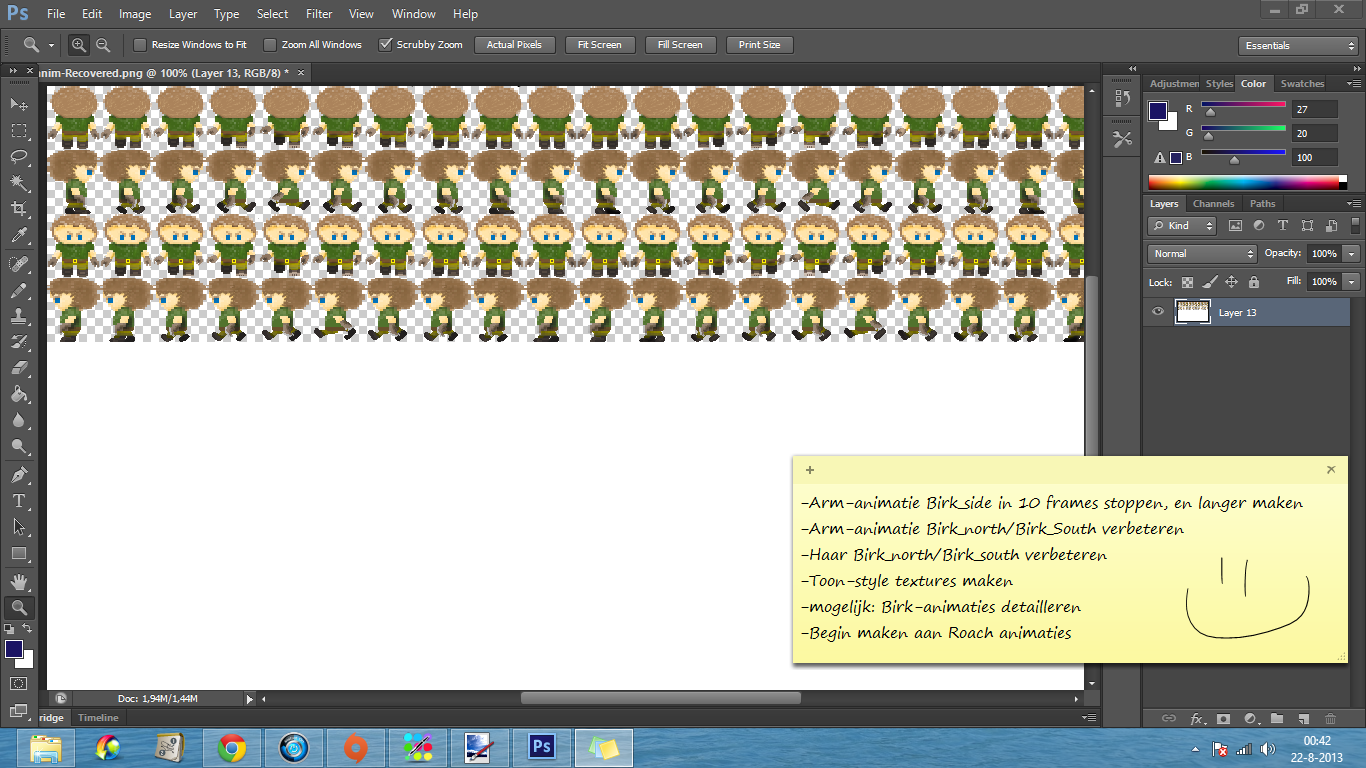 Ps File Edit Image Layer Type Select Filter View Window Help
Resize Windows to Fit Zoom All Windows Scrubby Zoom Actual Pixels Fit Screen Fill Screen Print Size Essentials
nim-Recovered.png @ 100% (Layer 13, RGB/8) *
Adjustmen Styles Color Swatches
R 27
G 20
B 100
Layers Channels Paths
Kind
Normal Opacity: 100%
Lock: Fill: 100%
Layer 13
-Arm-animatie Birk_side in 10 frames stoppen, en langer maken
-Arm-animatie Birk_north/Birk_South verbeteren
-Haar Birk_north/Birk_south verbeteren
-Toon-style textures maken
-mogelijk: Birk-animaties detailleren
-Begin maken aan Roach animaties
Doc: 1,94M/1,44M
ridge Timeline
fx
Ps
00:42
22-8-2013